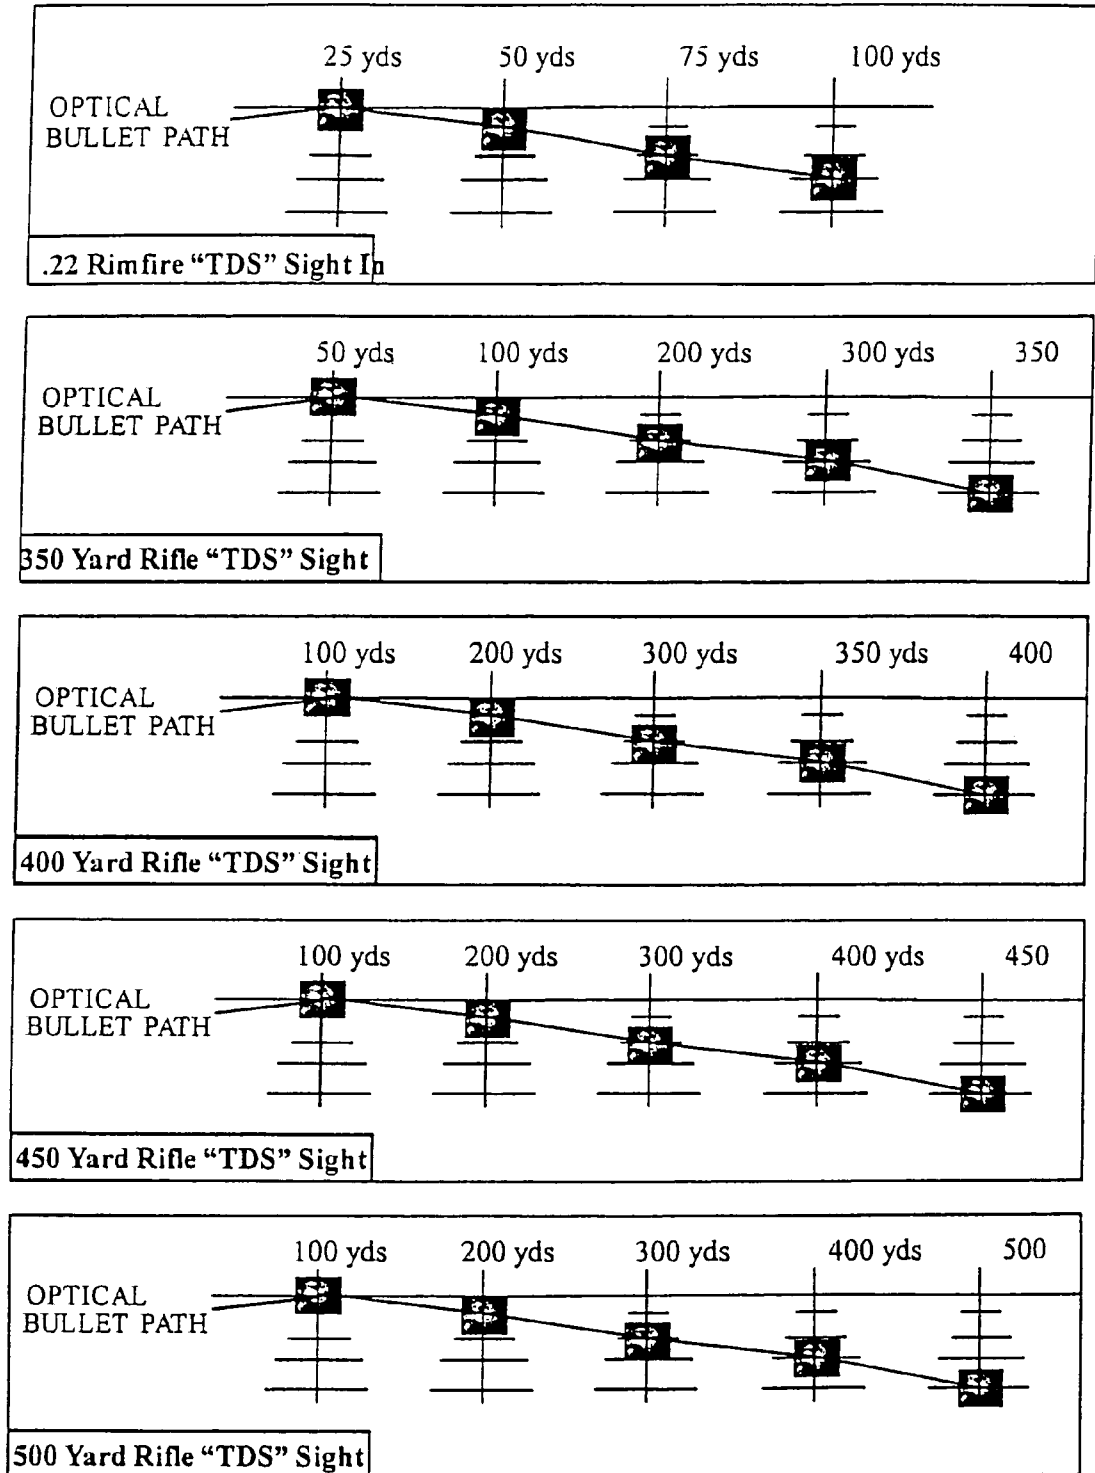 25 yds 50 yds 75 yds 100 yds
OPTICAL
BULLET PATH
.22 Rimfire “TDS” Sight In
50 yds 100 yds 200 yds 300 yds 350
OPTICAL
BULLET PATH
350 Yard Rifle “TDS” Sight
100 yds 200 yds 300 yds 350 yds 400
OPTICAL
BULLET PATH
400 Yard Rifle “TDS” Sight
100 yds 200 yds 300 yds 400 yds 450
OPTICAL
BULLET PATH
450 Yard Rifle “TDS” Sight
100 yds 200 yds 300 yds 400 yds 500
OPTICAL
BULLET PATH
500 Yard Rifle “TDS” Sight